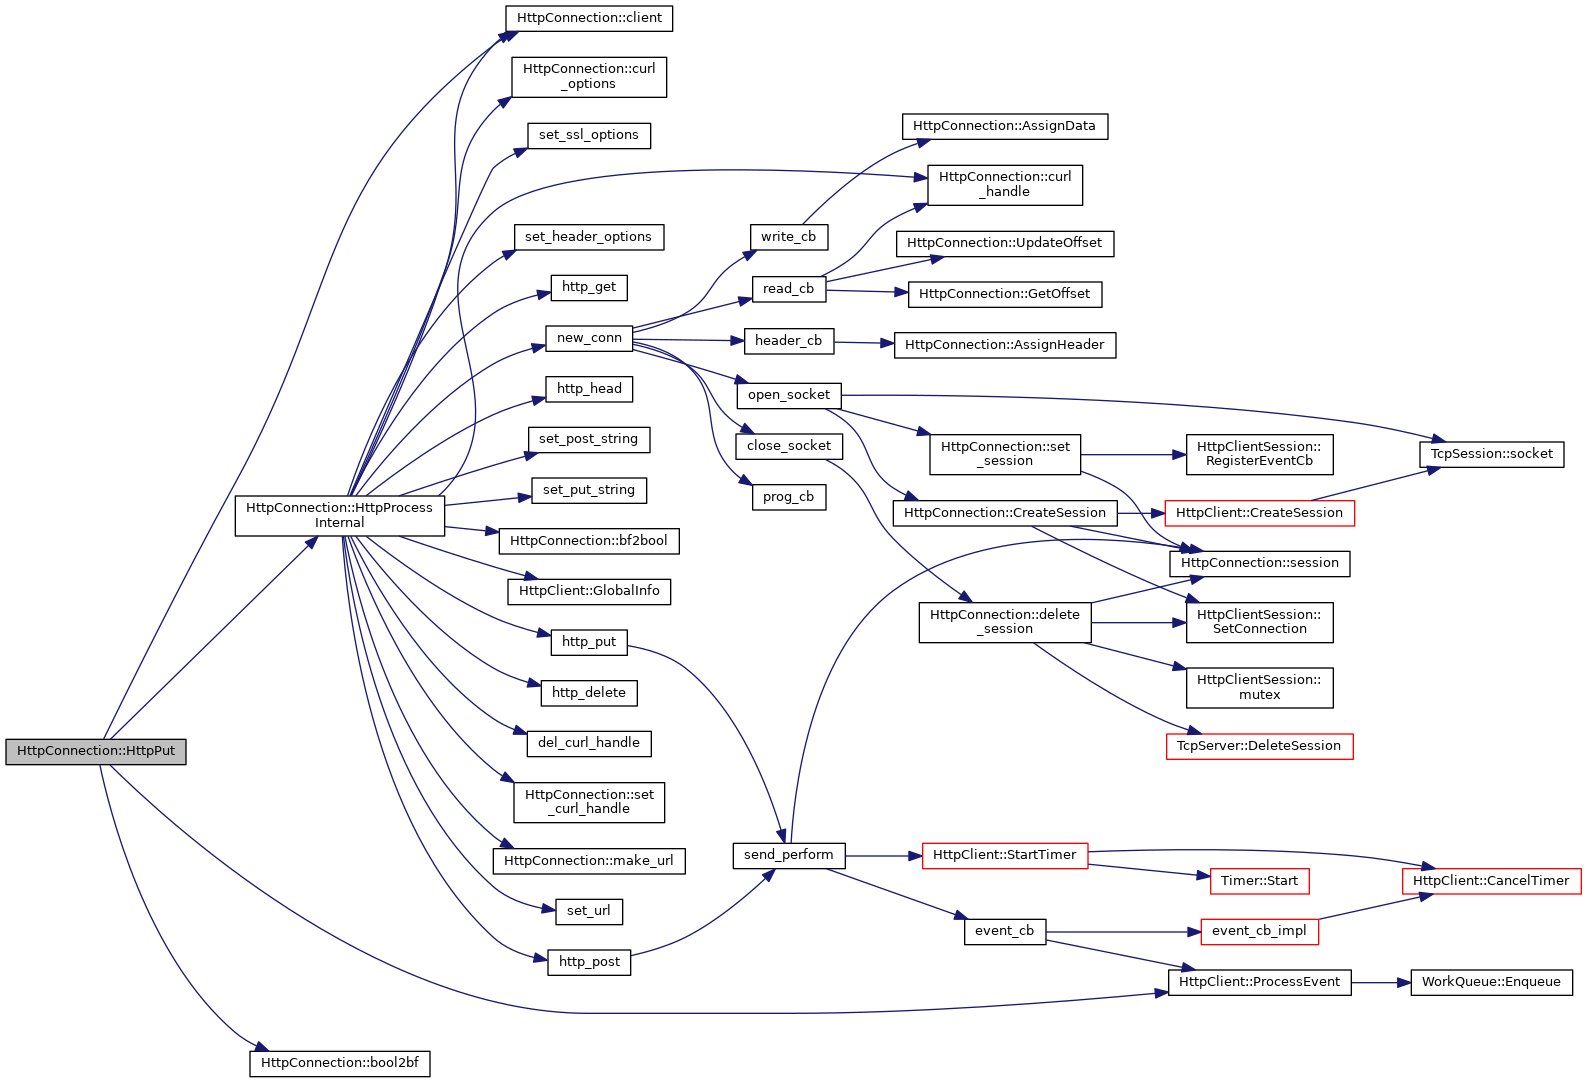 HttpConnection::client
HttpConnection::curl
_options
set_ssl_options
HttpConnection::AssignData
HttpConnection::curl
_handle
set_header_options
write_cb
HttpConnection::UpdateOffset
http_get
read_cb
HttpConnection::GetOffset
new_conn
header_cb
HttpConnection::AssignHeader
http_head
open_socket
set_post_string
close_socket
HttpConnection::set
_session
HttpClientSession::
RegisterEventCb
TcpSession::socket
set_put_string
prog_cb
HttpConnection::HttpProcess
Internal
HttpConnection::CreateSession
HttpClient::CreateSession
HttpConnection::bf2bool
HttpConnection::session
HttpClient::GlobalInfo
http_put
HttpConnection::delete
_session
HttpClientSession::
SetConnection
http_delete
HttpClientSession::
mutex
HttpConnection::HttpPut
del_curl_handle
TcpServer::DeleteSession
HttpConnection::set
_curl_handle
HttpConnection::make_url
send_perform
HttpClient::StartTimer
Timer::Start
HttpClient::CancelTimer
set_url
event_cb
event_cb_impl
http_post
HttpClient::ProcessEvent
WorkQueue::Enqueue
HttpConnection::bool2bf